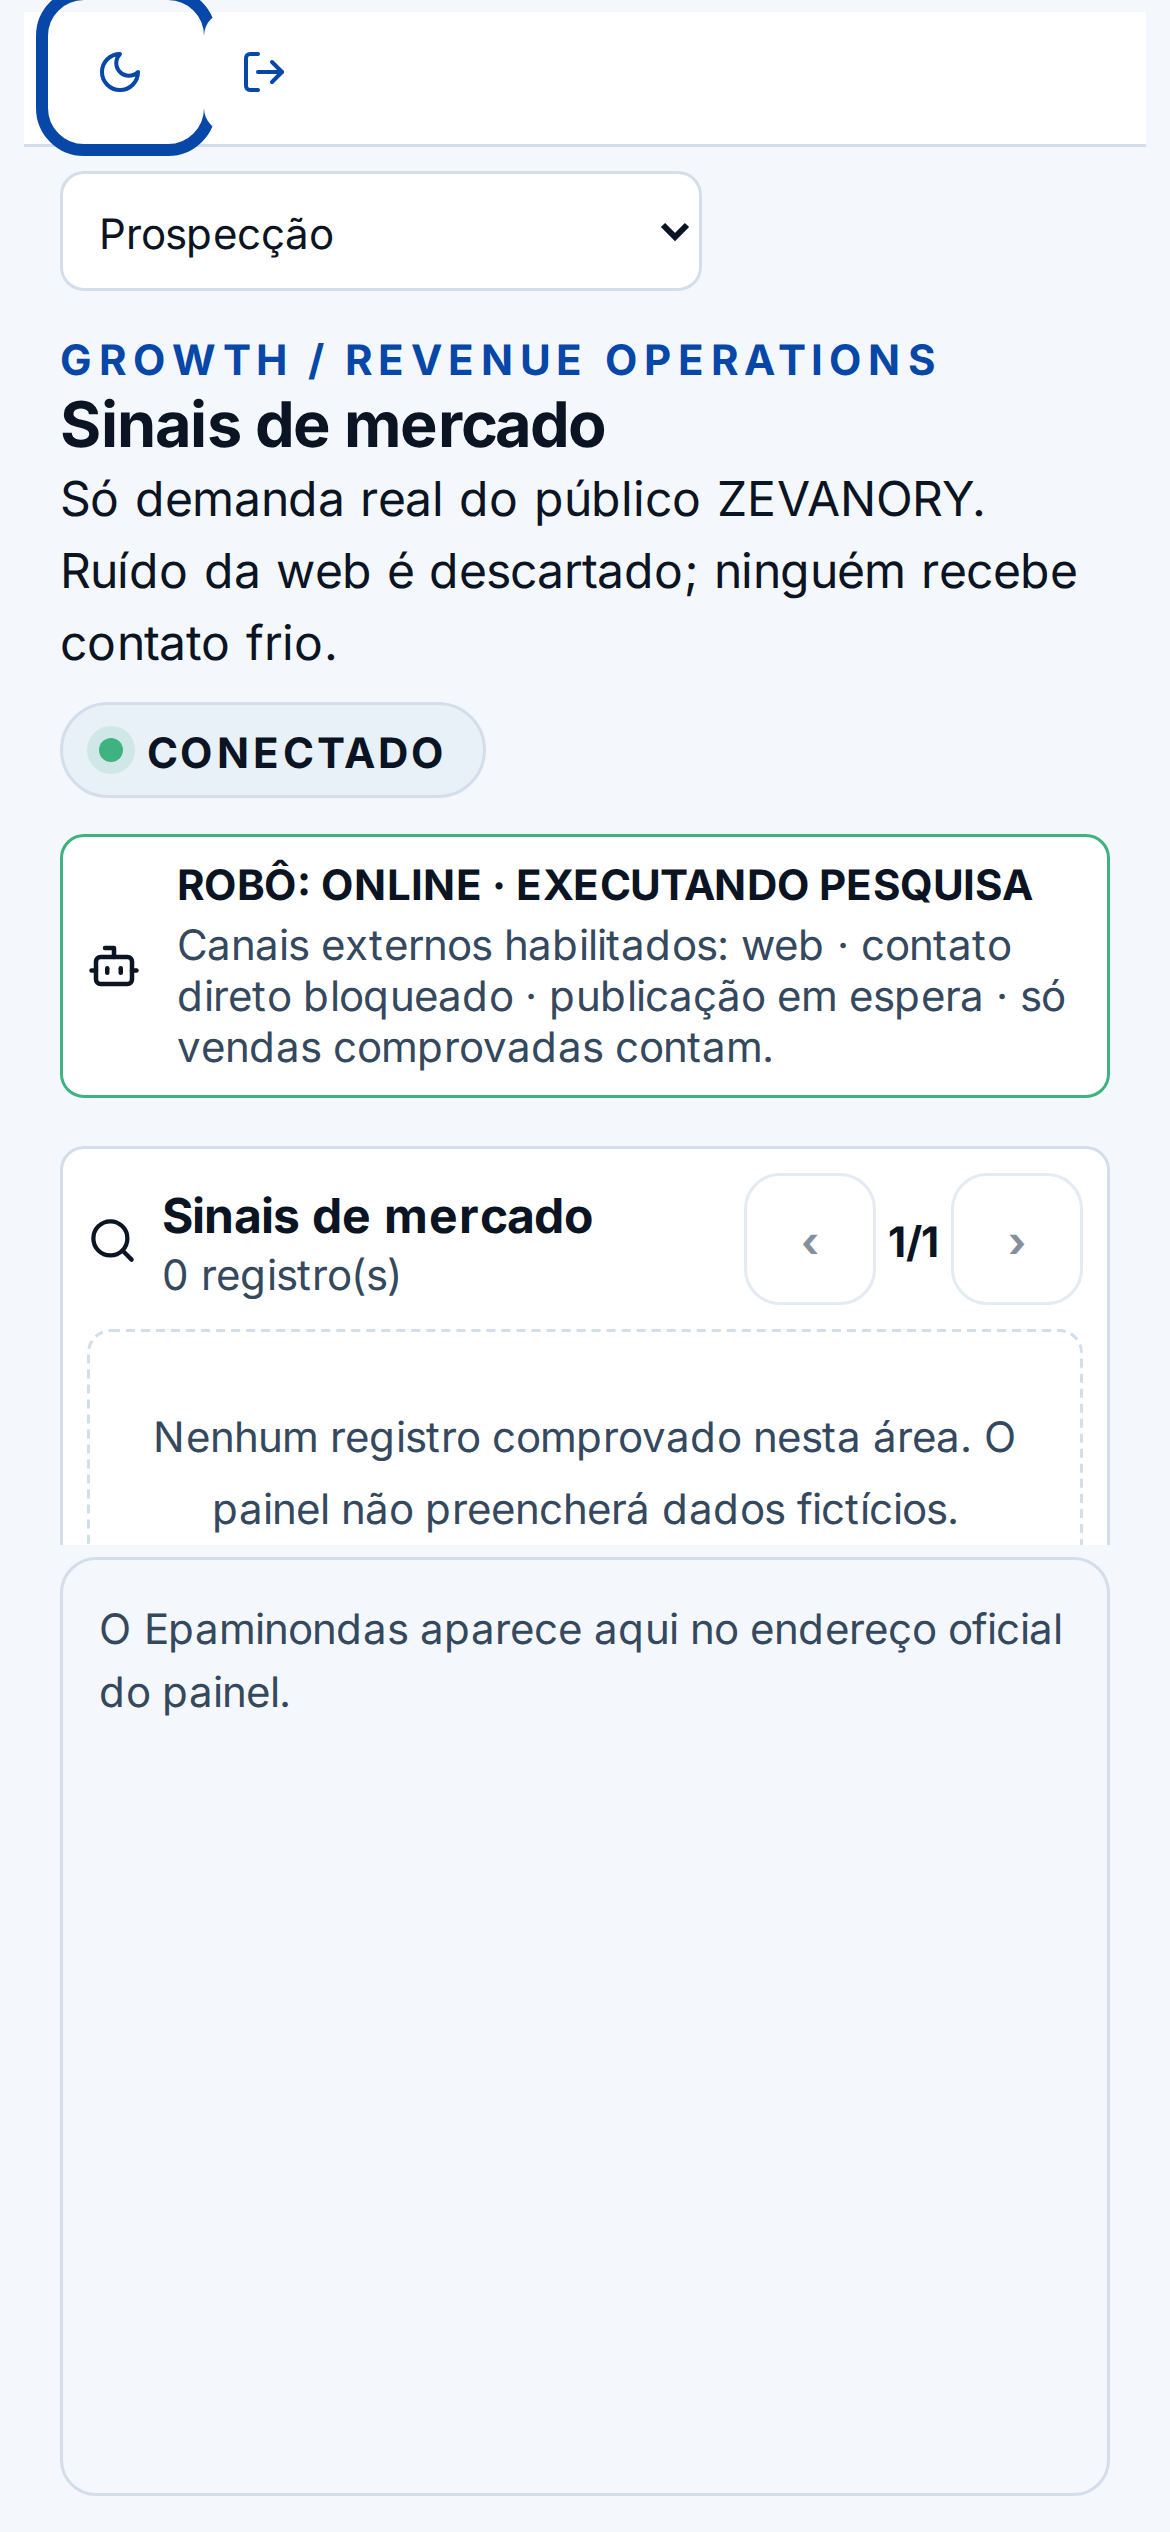 Prospecção
GROWTH / REVENUE OPERATIONS
Sinais de mercado
Só demanda real do público ZEVANORY.
Ruído da web é descartado; ninguém recebe
contato frio.
CONECTADO
ROBÔ: ONLINE · EXECUTANDO PESQUISA
Canais externos habilitados: web · contato
direto bloqueado · publicação em espera · só
vendas comprovadas contam.
Sinais de mercado
0 registro(s)
‹ 1/1 ›
Nenhum registro comprovado nesta área. O
painel não preencherá dados fictícios.
O Epaminondas aparece aqui no endereço oficial
do painel.